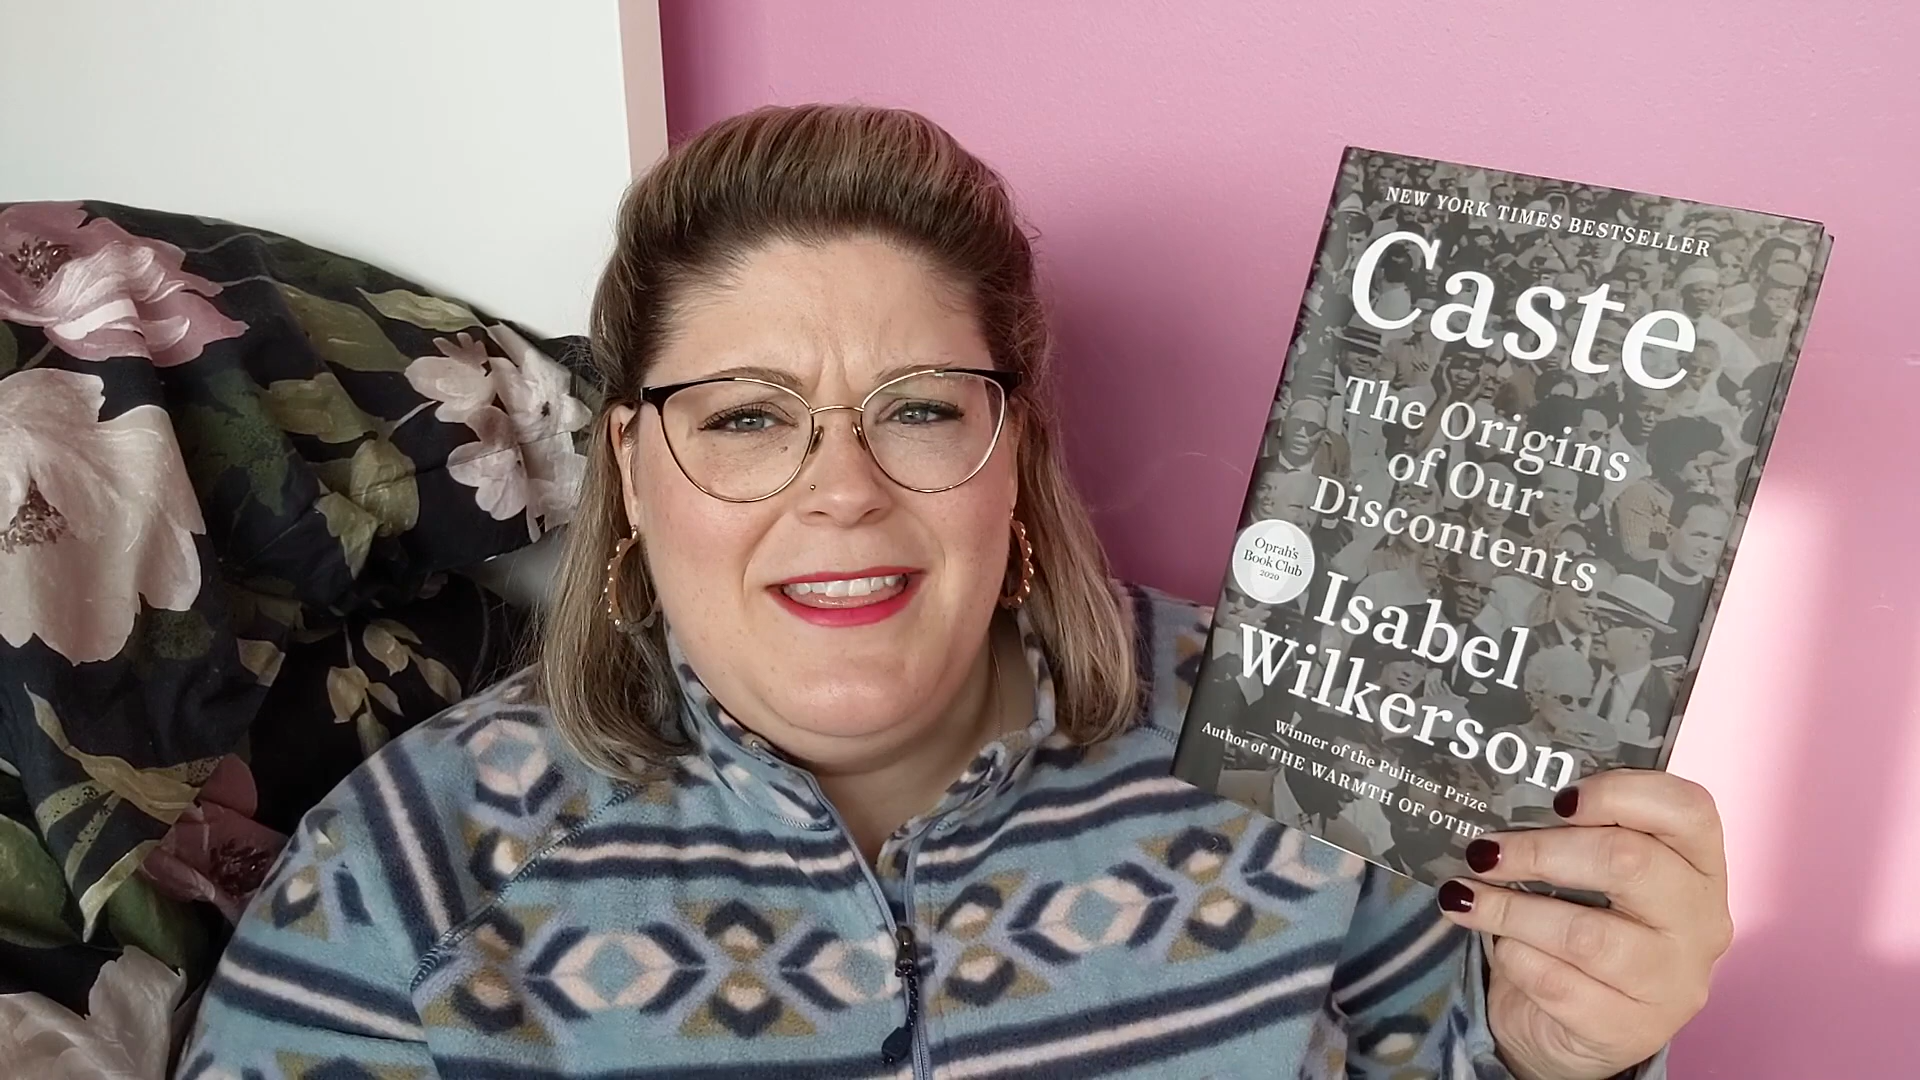 NEW YORK TIMES BESTSELLER
Caste
The Origins
of Our
Discontents
Oprah's
Book Club
2020
Isabel
Wilkerson
Winner of the Pulitzer Prize
Author of THE WARMTH OF